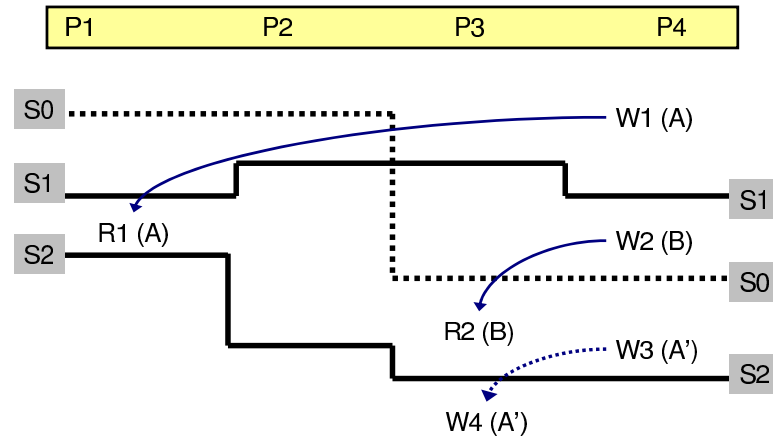 P1 P2 P3 P4
S0
W1 (A)
S1
S1
R1 (A)
S2
W2 (B)
S0
R2 (B)
W3 (A’)
S2
W4 (A’)